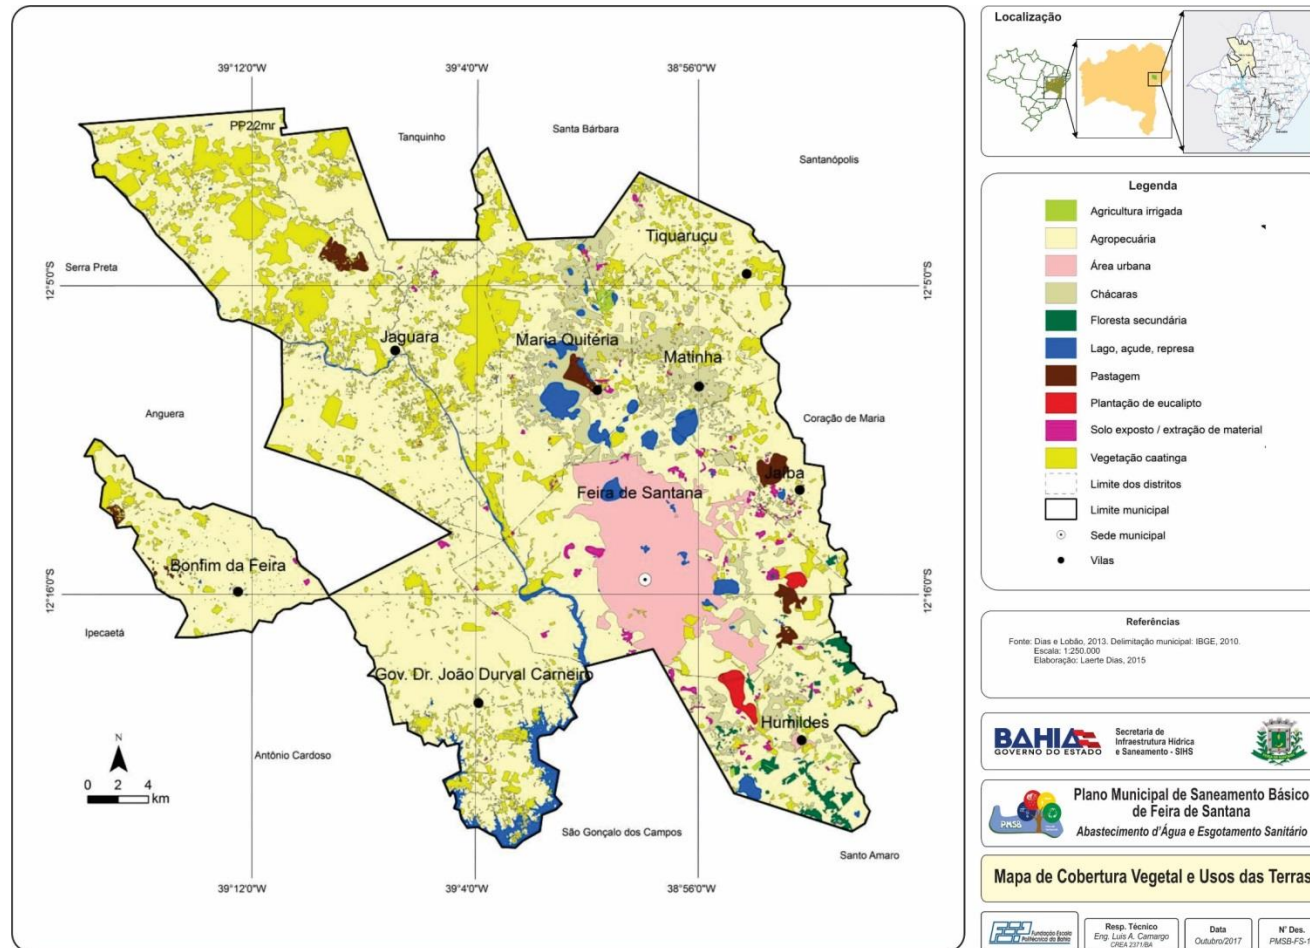 39°12'0"W
39°4'0"W
38°56'0"W
PP22mr
Tanquinho
Santa Bárbara
Santanópolis
Tiquaruçu
Serra Preta
12°5'0"S
12°5'0"S
Jaguara
Maria Quitéria
Matinha
Anguera
Coração de Maria
Jaíba
Feira de Santana
Bonfim da Feira
12°16'0"S
12°16'0"S
Ipecaetá
Gov. Dr. João Durval Carneiro
Humildes
Antônio Cardoso
N
0 2 4
km
São Gonçalo dos Campos
Santo Amaro
39°12'0"W
39°4'0"W
38°56'0"W
Localização
Legenda
Agricultura irrigada
Agropecuária
Área urbana
Chácaras
Floresta secundária
Lago, açude, represa
Pastagem
Plantação de eucalipto
Solo exposto / extração de material
Vegetação caatinga
Limite dos distritos
Limite municipal
Sede municipal
Vilas
Referências
Fonte: Dias e Lobão, 2013. Delimitação municipal: IBGE, 2010.
Escala: 1:250.000
Elaboração: Laerte Dias, 2015
BAHIA
GOVERNO DO ESTADO
Secretaria de
Infraestrutura Hídrica
e Saneamento - SIHS
PMSB
Plano Municipal de Saneamento Básico
de Feira de Santana
Abastecimento d'Água e Esgotamento Sanitário
Mapa de Cobertura Vegetal e Usos das Terras
Fundação Escola
Politécnica da Bahia
Resp. Técnico
Eng. Luis A. Camargo
CREA 2371/BA
Data
Outubro/2017
N° Des.